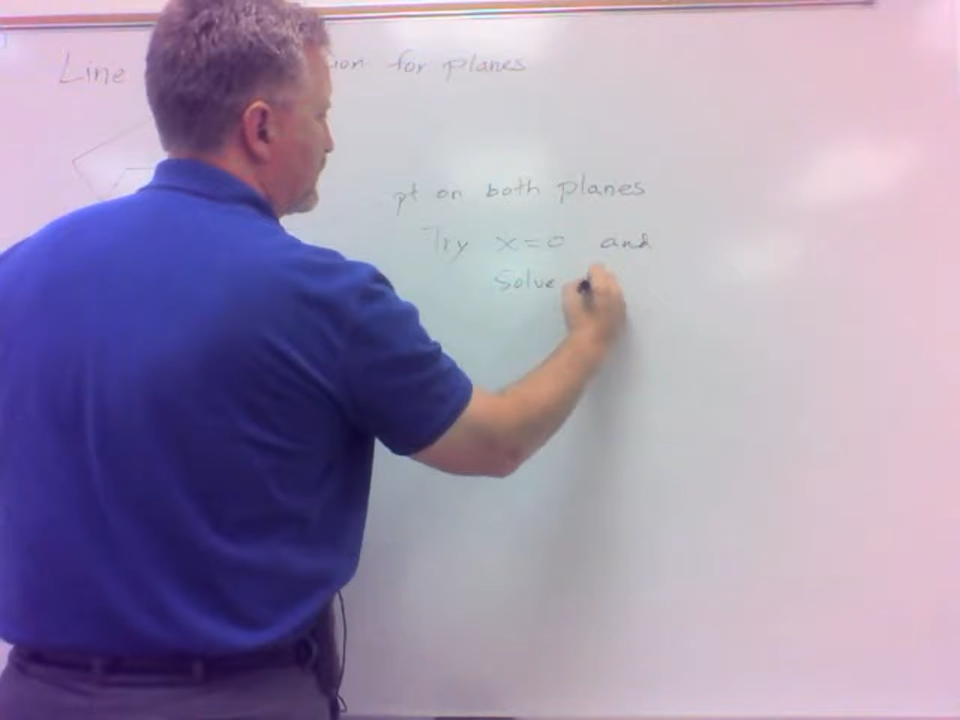 Line ion for planes
pt on both planes
Try x=0 and
Solve